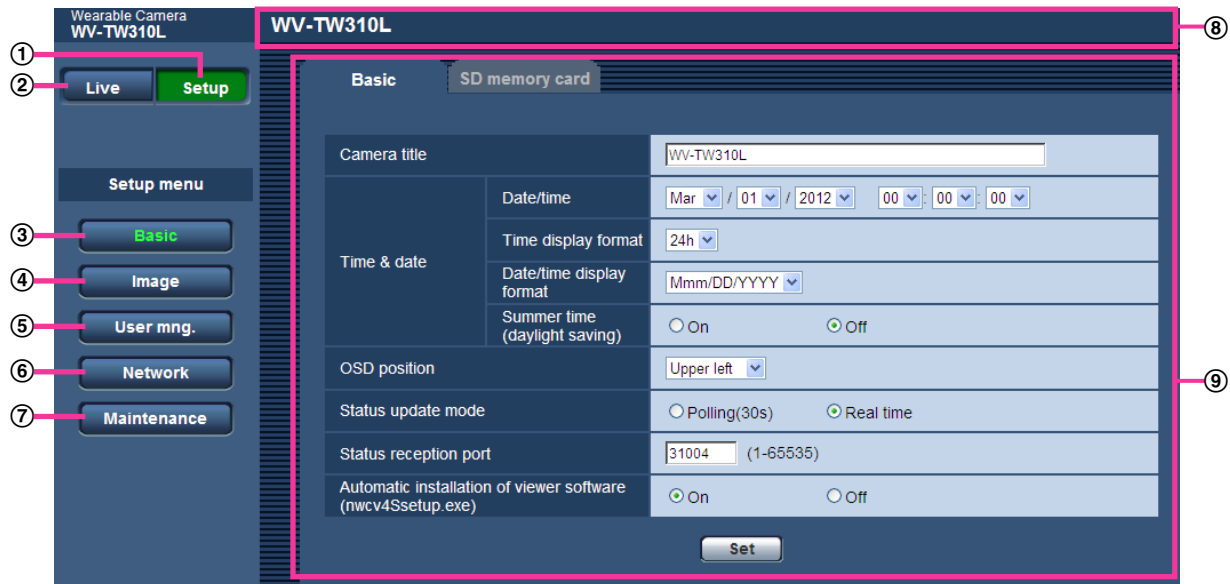 Wearable Camera
WV-TW310L
WV-TW310L
⑧
①
②
Live
Setup
Basic
SD memory card
Setup menu
③
Basic
④
Image
⑤
User mng.
⑥
Network
⑦
Maintenance
Camera title
WV-TW310L
Time & date
Date/time
Mar / 01 / 2012 00 : 00 : 00
Time display format
24h
Date/time display
format
Mmm/DD/YYYY
Summer time
(daylight saving)
On Off
OSD position
Upper left
Status update mode
Polling(30s) Real time
Status reception port
31004 (1-65535)
Automatic installation of viewer software
(nwcv4Ssetup.exe)
On Off
Set
⑨